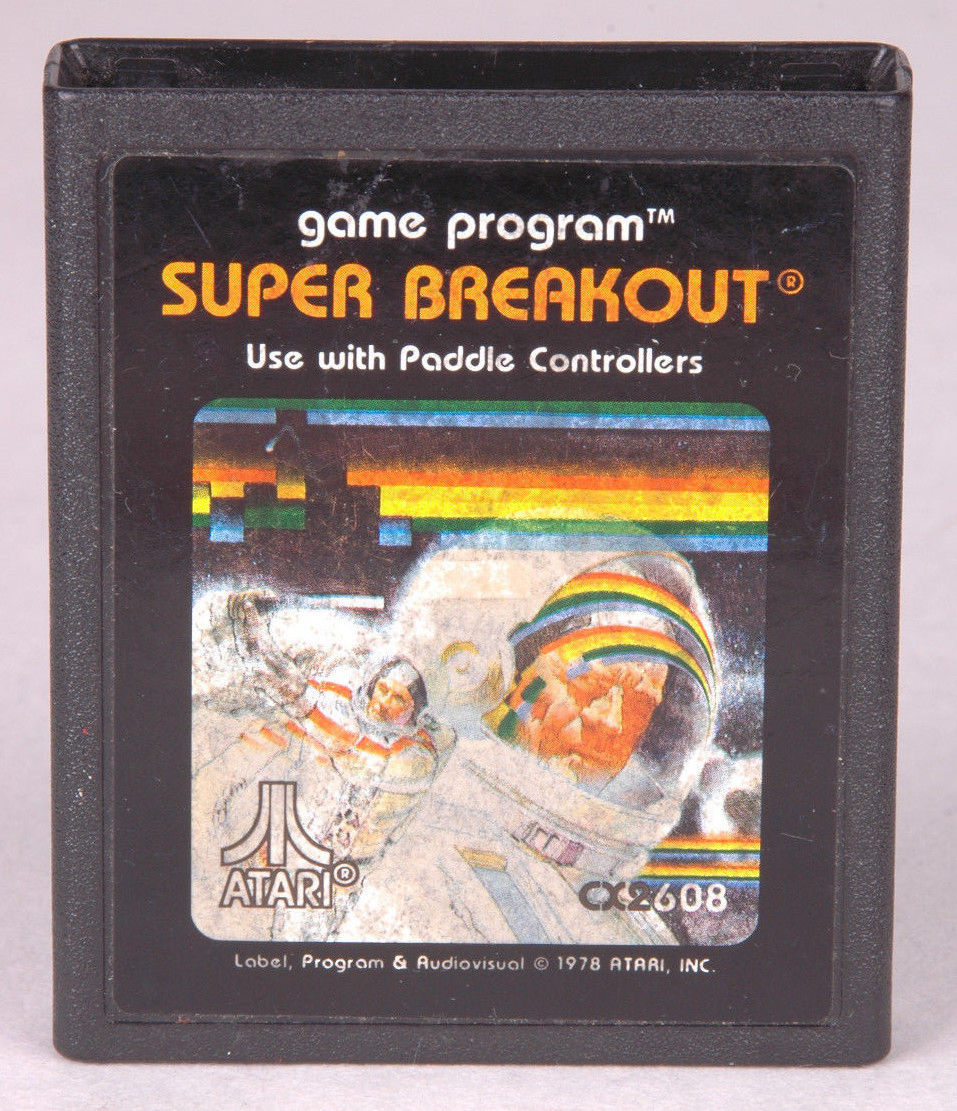 game program™
SUPER BREAKOUT®
Use with Paddle Controllers
ATARI®
CX2608
Label, Program & Audiovisual © 1978 ATARI, INC.